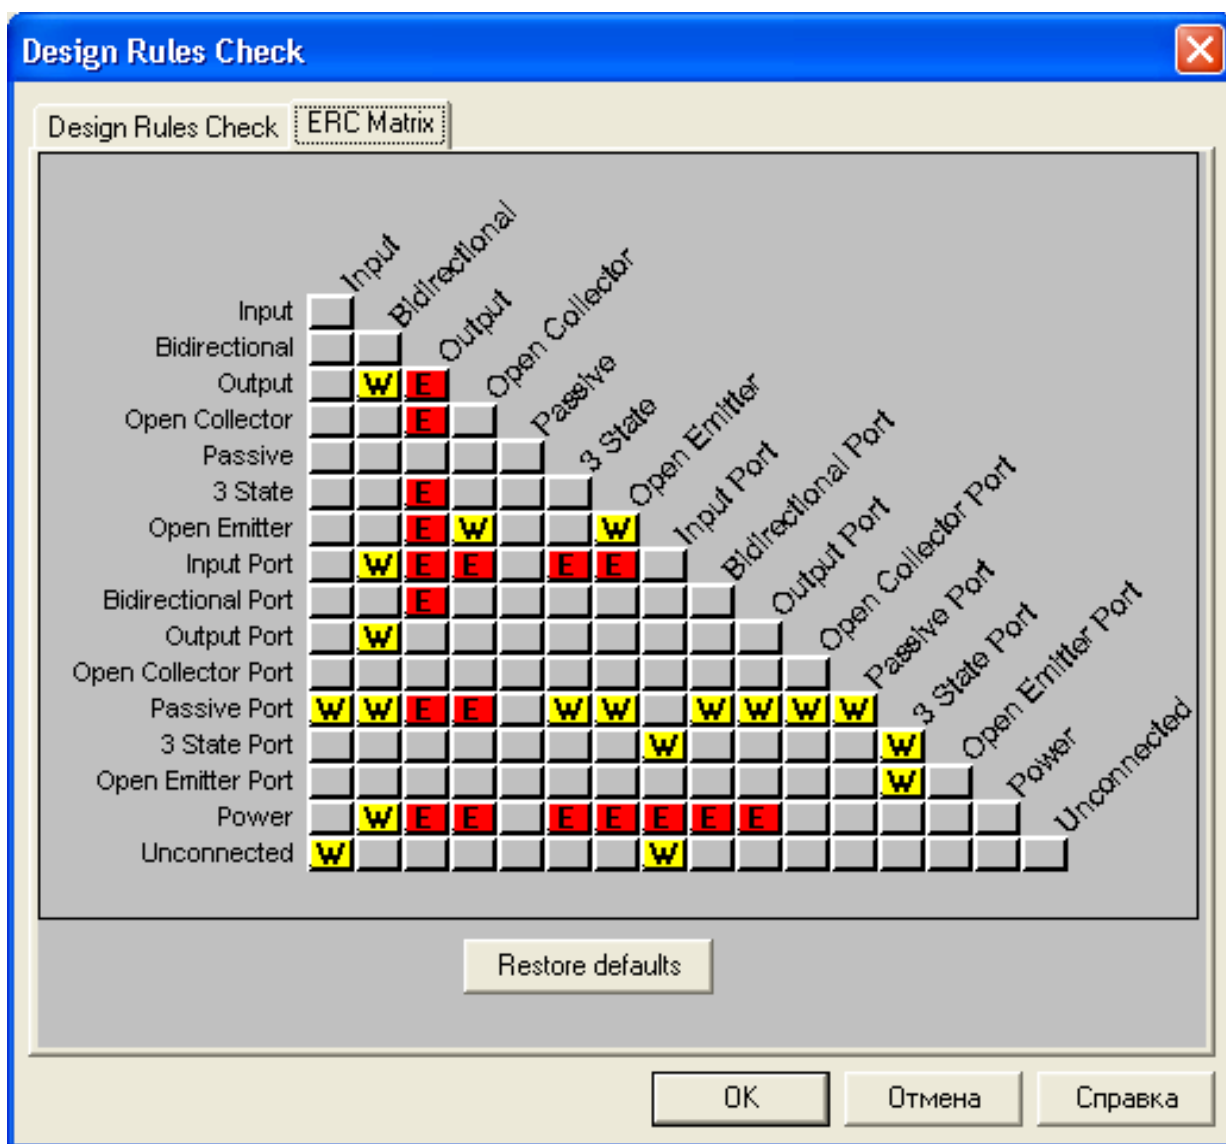 Design Rules Check
Design Rules Check ERC Matrix
Input
Bidirectional
Output
Open Collector
Passive
3 State
Open Emitter
Input Port
Bidirectional Port
Output Port
Open Collector Port
Passive Port
3 State Port
Open Emitter Port
Power
Unconnected
Input
Bidirectional
Output W E
Open Collector E
Passive
3 State E
Open Emitter E W W
Input Port W E E E E
Bidirectional Port E
Output Port W
Open Collector Port
Passive Port W W E E W W W W W W
3 State Port W W
Open Emitter Port W
Power W E E E E E E E
Unconnected W W
Restore defaults
OK Отмена Справка